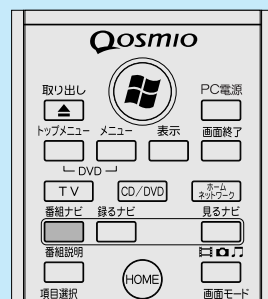 Qosmio
取り出し PC電源
トップメニュー メニュー 表示 画面終了
DVD
TV CD/DVD ホーム
ネットワーク
番組ナビ 録るナビ 見るナビ
番組説明
HOME
項目選択 画面モード